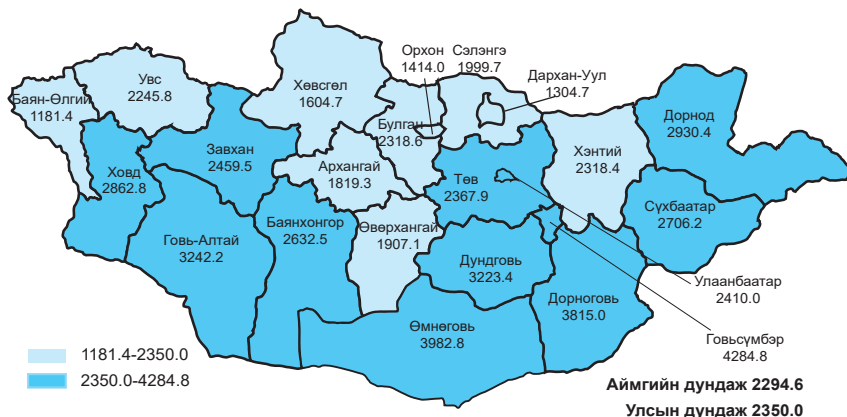 Орхон
1414.0
Сэлэнгэ
1999.7
Дархан-Уул
1304.7
Увс
2245.8
Хөвсгөл
1604.7
Баян-Өлгий
1181.4
Дорнод
2930.4
Булган
2318.6
Завхан
2459.5
Хэнтий
2318.4
Ховд
2862.8
Архангай
1819.3
Төв
2367.9
Сүхбаатар
2706.2
Баянхонгор
2632.5
Өвөрхангай
1907.1
Говь-Алтай
3242.2
Дундговь
3223.4
Улаанбаатар
2410.0
Дорноговь
3815.0
Өмнөговь
3982.8
Говьсүмбэр
4284.8
1181.4-2350.0
2350.0-4284.8
Аймгийн дундаж 2294.6
Улсын дундаж 2350.0